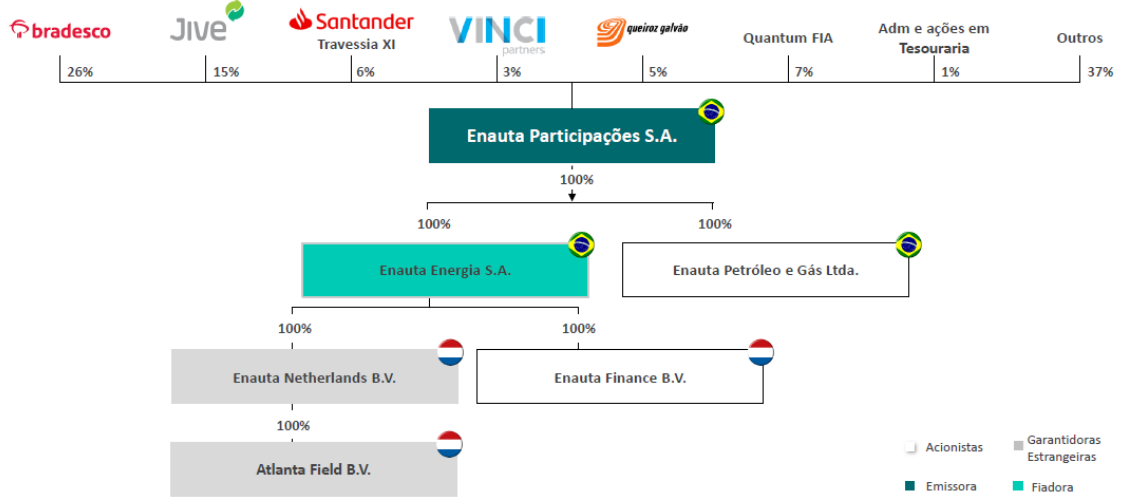 bradesco
JIVE
Santander
Travessia XI
VINCI
partners
queiroz galvão
Quantum FIA
Adm e ações em
Tesouraria
Outros
26%
15%
6%
3%
5%
7%
1%
37%
Enauta Participações S.A.
100%
100%
100%
Enauta Energia S.A.
Enauta Petróleo e Gás Ltda.
100%
100%
Enauta Netherlands B.V.
Enauta Finance B.V.
100%
Atlanta Field B.V.
Acionistas
Garantidoras
Estrangeiras
Emissora
Fiadora